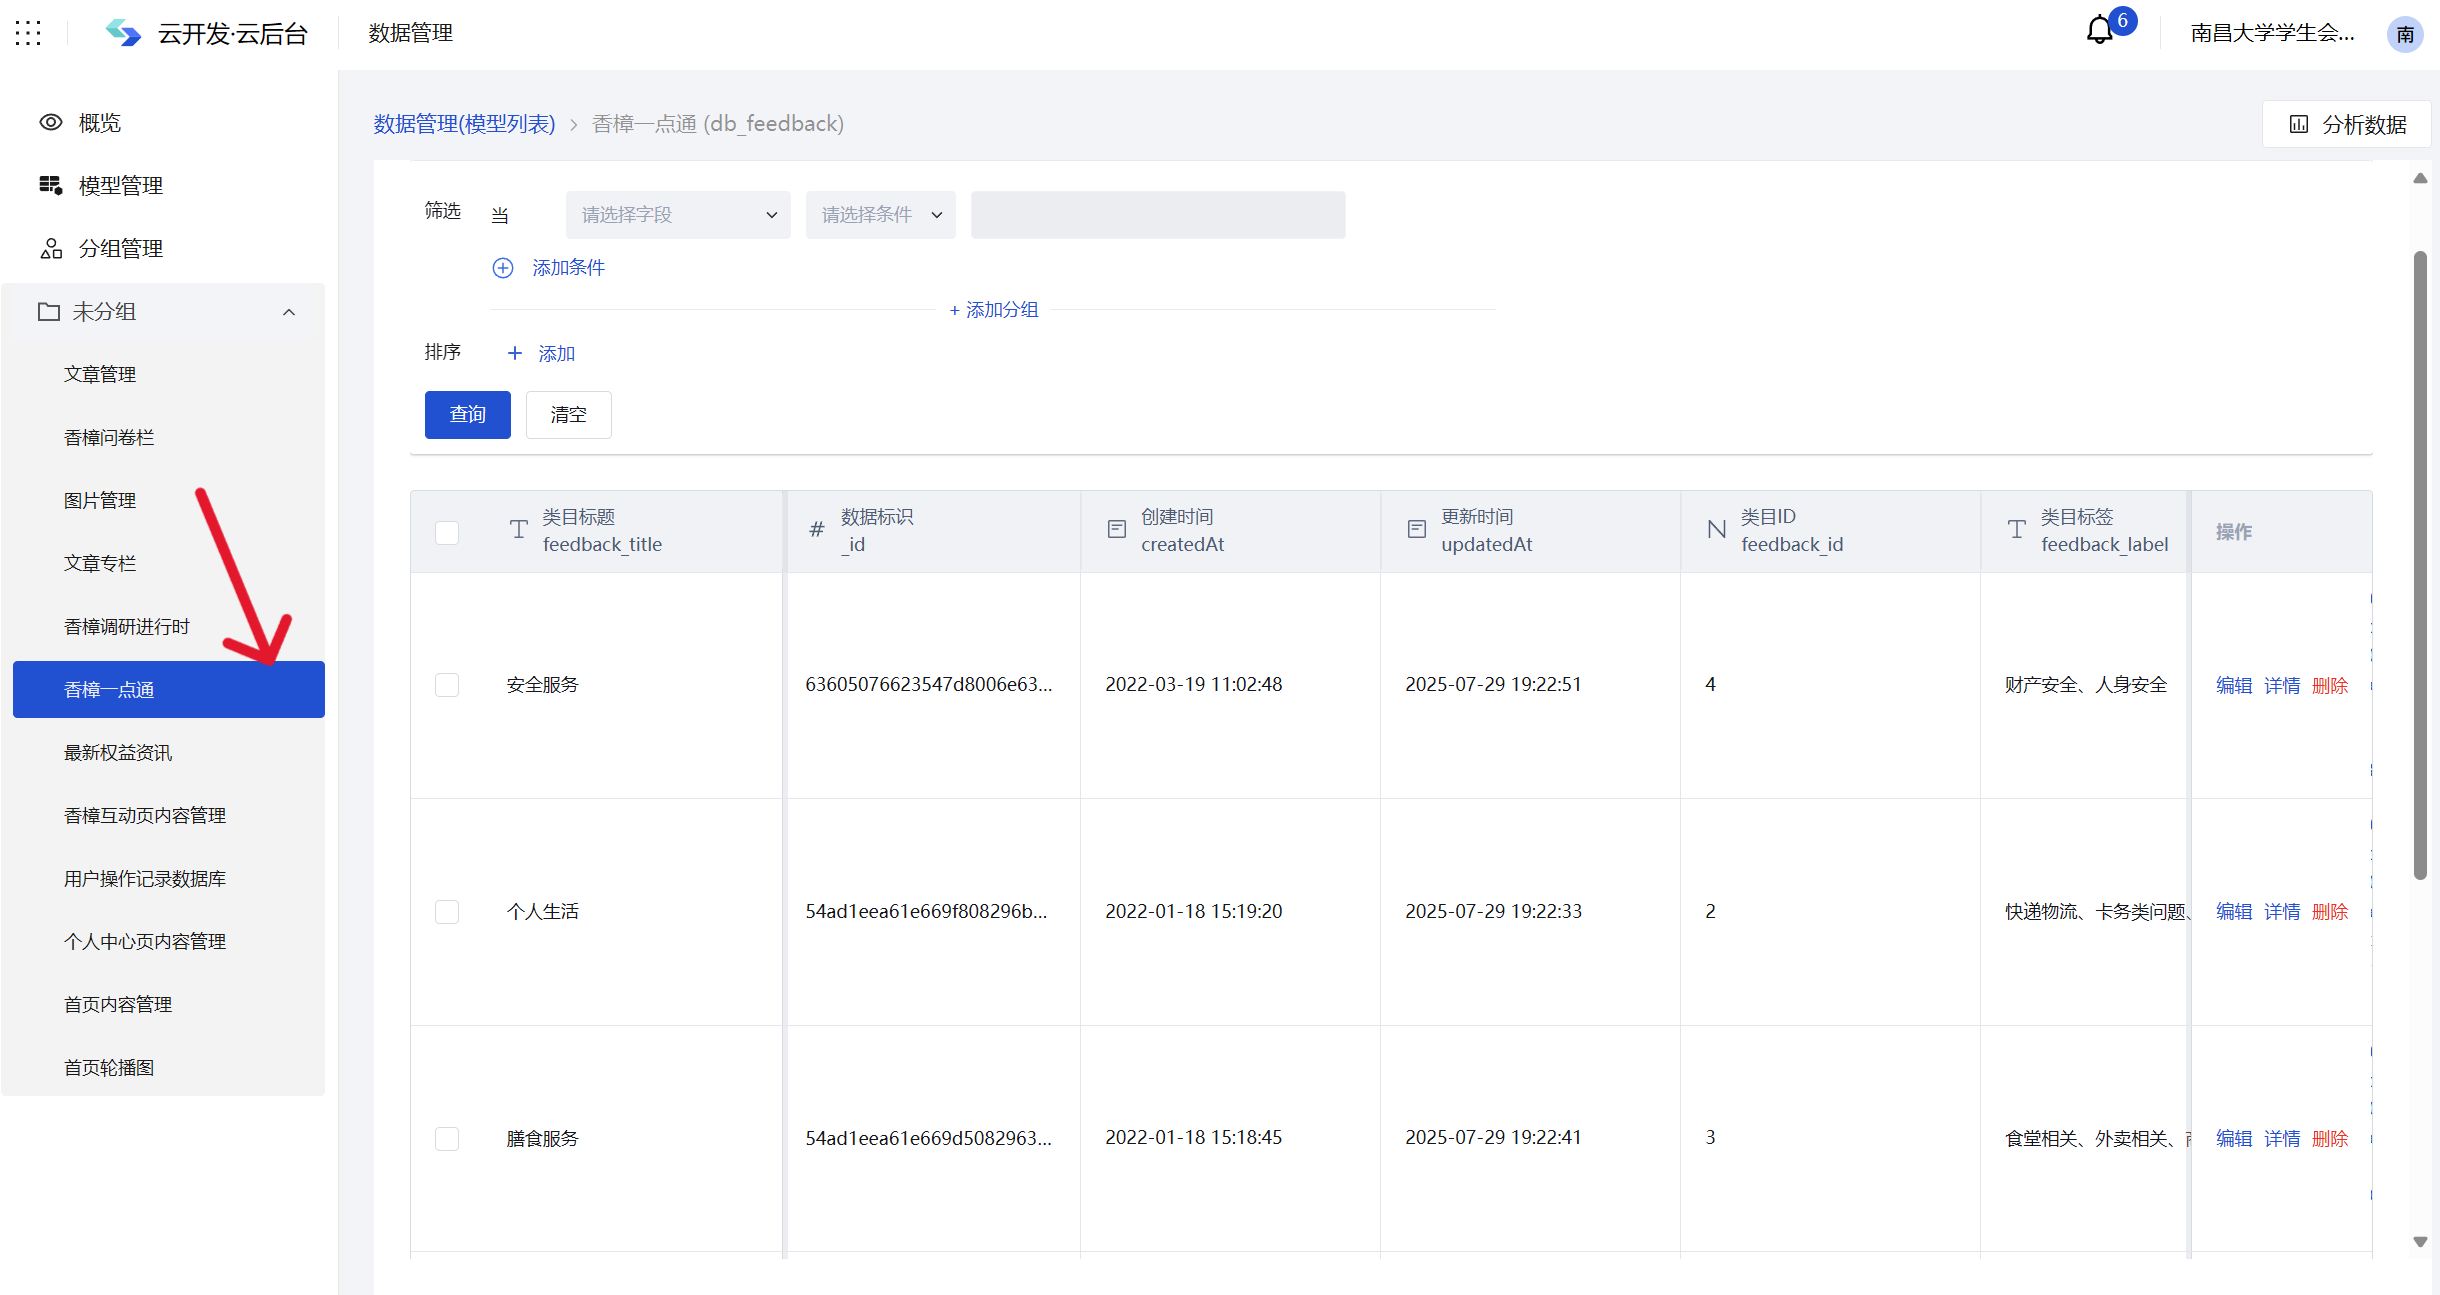 云开发·云后台
数据管理
6
南昌大学学生会...
南
概览
模型管理
分组管理
未分组
文章管理
香樟问卷栏
图片管理
文章专栏
香樟调研进行时
香樟一点通
最新权益资讯
香樟互动页内容管理
用户操作记录数据库
个人中心页内容管理
首页内容管理
首页轮播图
数据管理(模型列表) > 香樟一点通 (db_feedback)
分析数据
筛选 当 请选择字段 请选择条件
添加条件
+ 添加分组
排序 + 添加
查询 清空
类目标题 数据标识 创建时间 更新时间 类目ID 类目标签 操作
feedback_title _id createdAt updatedAt feedback_id feedback_label
安全服务 63605076623547d8006e63... 2022-03-19 11:02:48 2025-07-29 19:22:51 4 财产安全、人身安全 编辑 详情 删除
个人生活 54ad1eea61e669f808296b... 2022-01-18 15:19:20 2025-07-29 19:22:33 2 快递物流、卡务类问题、 编辑 详情 删除
膳食服务 54ad1eea61e669d5082963... 2022-01-18 15:18:45 2025-07-29 19:22:41 3 食堂相关、外卖相关、 编辑 详情 删除